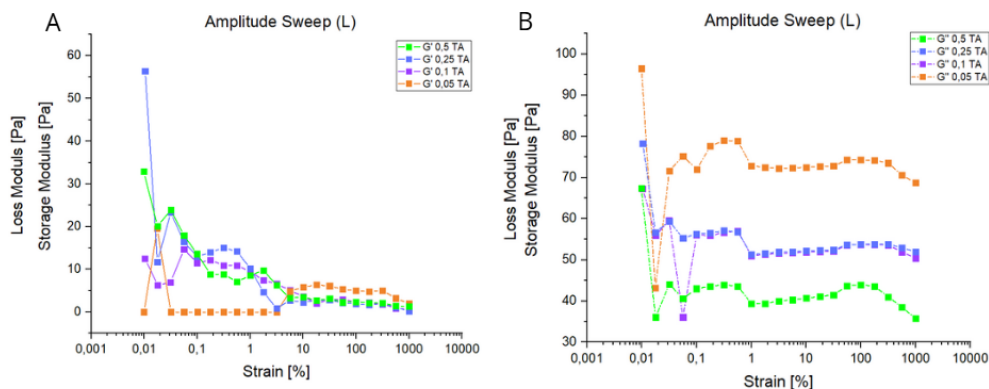 A
Amplitude Sweep (L)
G' 0,5 TA
G' 0,25 TA
G' 0,1 TA
G' 0,05 TA
Loss Moduls [Pa]
Storage Modulus [Pa]
60
50
40
30
20
10
0
0,001
0,01
0,1
1
10
100
1000
10000
Strain [%]
B
Amplitude Sweep (L)
G'' 0,5 TA
G'' 0,25 TA
G'' 0,1 TA
G'' 0,05 TA
Loss Moduls [Pa]
Storage Modulus [Pa]
100
90
80
70
60
50
40
30
0,001
0,01
0,1
1
10
100
1000
10000
Strain [%]